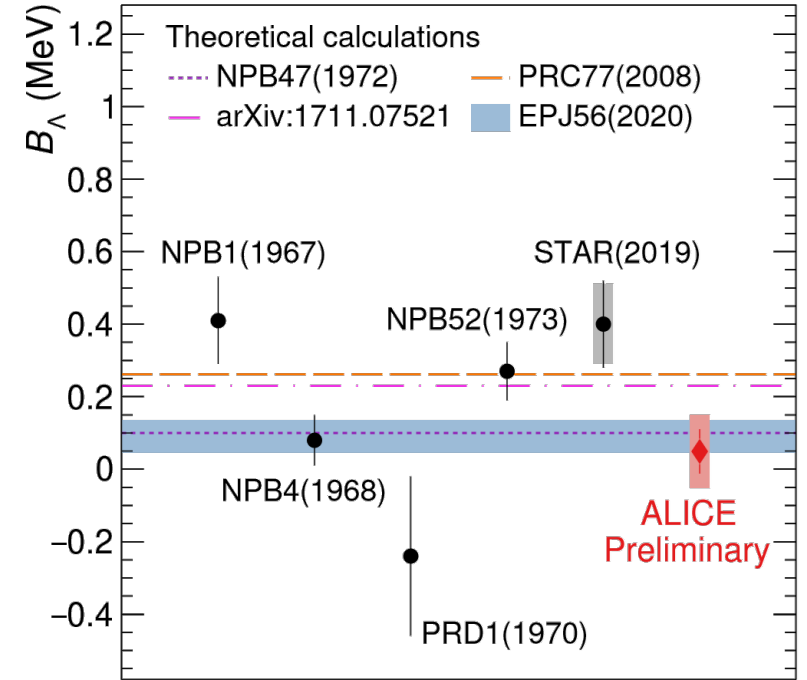 B_Λ (MeV)
1.2
1
0.8
0.6
0.4
0.2
0
−0.2
−0.4
Theoretical calculations
NPB47(1972)
PRC77(2008)
arXiv:1711.07521
EPJ56(2020)
NPB1(1967)
STAR(2019)
NPB52(1973)
NPB4(1968)
ALICE
Preliminary
PRD1(1970)